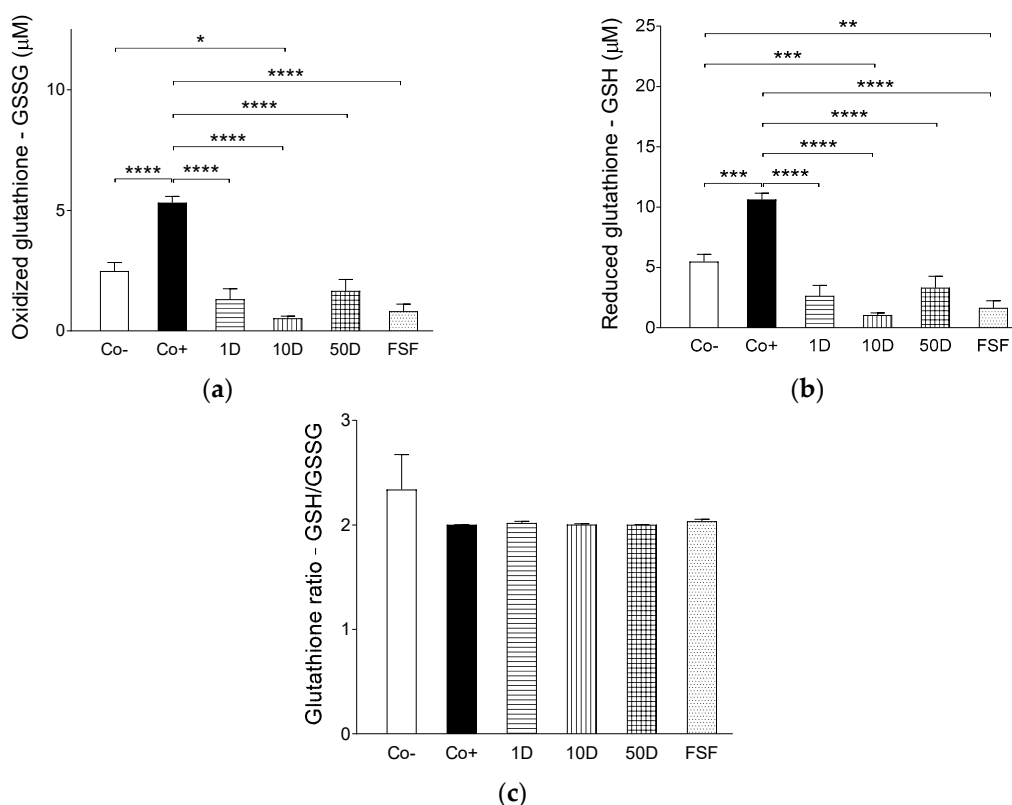 Oxidized glutathione - GSSG (μM)
10
5
0
*
****
****
****
**** ****
Co- Co+ 1D 10D 50D FSF
(a)
Reduced glutathione - GSH (μM)
25
20
15
10
5
0
**
***
****
****
****
*** ****
Co- Co+ 1D 10D 50D FSF
(b)
Glutathione ratio - GSH/GSSG
3
2
1
0
Co- Co+ 1D 10D 50D FSF
(c)